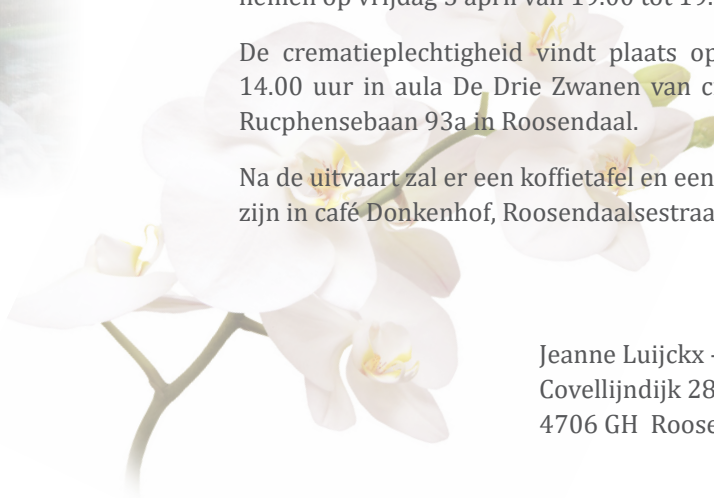 nemen op vrijdag 3 april van 19.00 tot 19.
De crematieplechtigheid vindt plaats op
14.00 uur in aula De Drie Zwanen van c
Rucphensebaan 93a in Roosendaal.
Na de uitvaart zal er een koffietafel en een
zijn in café Donkenhof, Roosendaalsestraa
Jeanne Luijckx -
Covellijndijk 28
4706 GH Roose